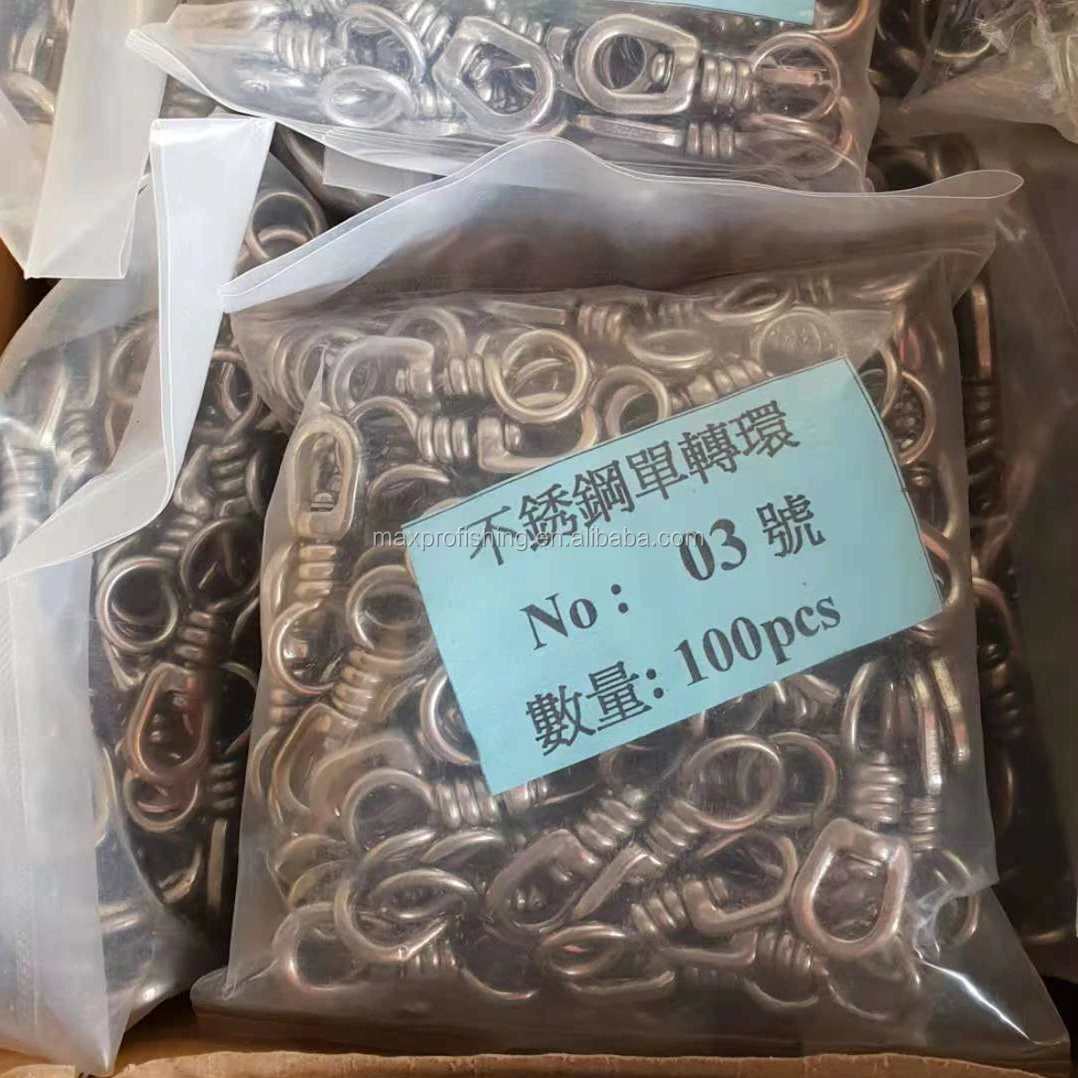 不銹鋼單轉環
maxprofishing.en.alibaba.com
No： 03 號
數量: 100pcs